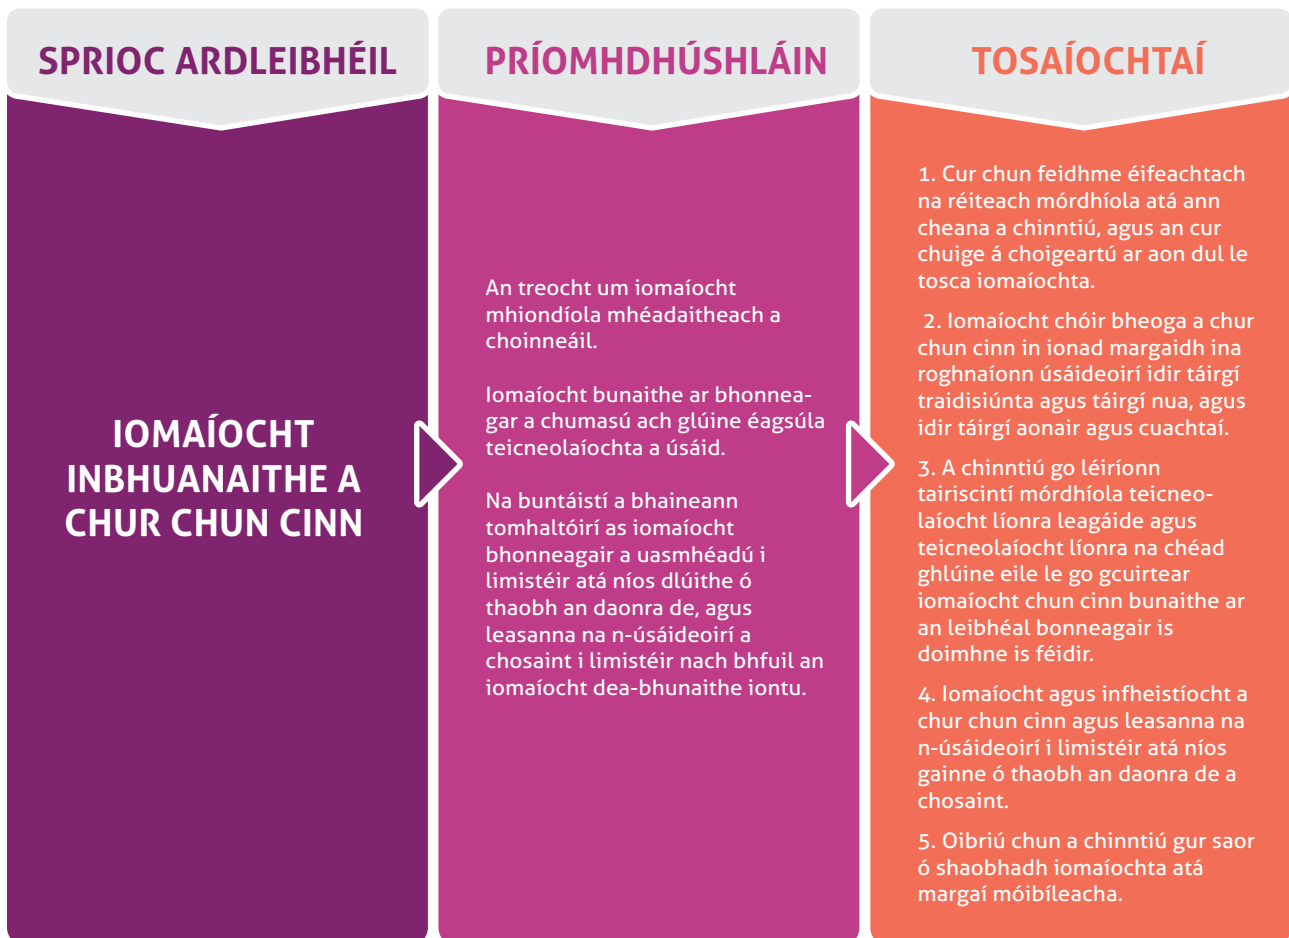 SPRIOC ARDLEIBHÉIL
IOMAÍOCHT
INBHUANAITHE A
CHUR CHUN CINN
PRÍOMHDHÚSHLÁIN
An treocht um iomaíocht
mhiondíola mhéadaitheach a
choinneáil.
Iomaíocht bunaithe ar bhonnea-
gar a chumasú ach glúine éagsúla
teicneolaíochta a úsáid.
Na buntáistí a bhaineann
tomhaltóirí as iomaíocht
bhonneagair a uasmhéadú i
limistéir atá níos dlúithe ó
thaobh an daonra de, agus
leasanna na n-úsáideoirí a
chosaint i limistéir nach bhfuil an
iomaíocht dea-bhunaithe iontu.
TOSAÍOCHTAÍ
1. Cur chun feidhme éifeachtach
na réiteach mórdhíola atá ann
cheana a chinntiú, agus an cur
chuige á choigeartú ar aon dul le
tosca iomaíochta.
2. Iomaíocht chóir bheoga a chur
chun cinn in ionad margaidh ina
roghnaíonn úsáideoirí idir táirgí
traidisiúnta agus táirgí nua, agus
idir táirgí aonair agus cuachtaí.
3. A chinntiú go léiríonn
tairiscintí mórdhíola teicneo-
laíocht líonra leagáide agus
teicneolaíocht líonra na chéad
ghlúine eile le go gcuirtear
iomaíocht chun cinn bunaithe ar
an leibhéal bonneagair is
doimhne is féidir.
4. Iomaíocht agus infheistíocht a
chur chun cinn agus leasanna na
n-úsáideoirí i limistéir atá níos
gainne ó thaobh an daonra de a
chosaint.
5. Oibriú chun a chinntiú gur saor
ó shaobhadh iomaíochta atá
margaí móibíleacha.